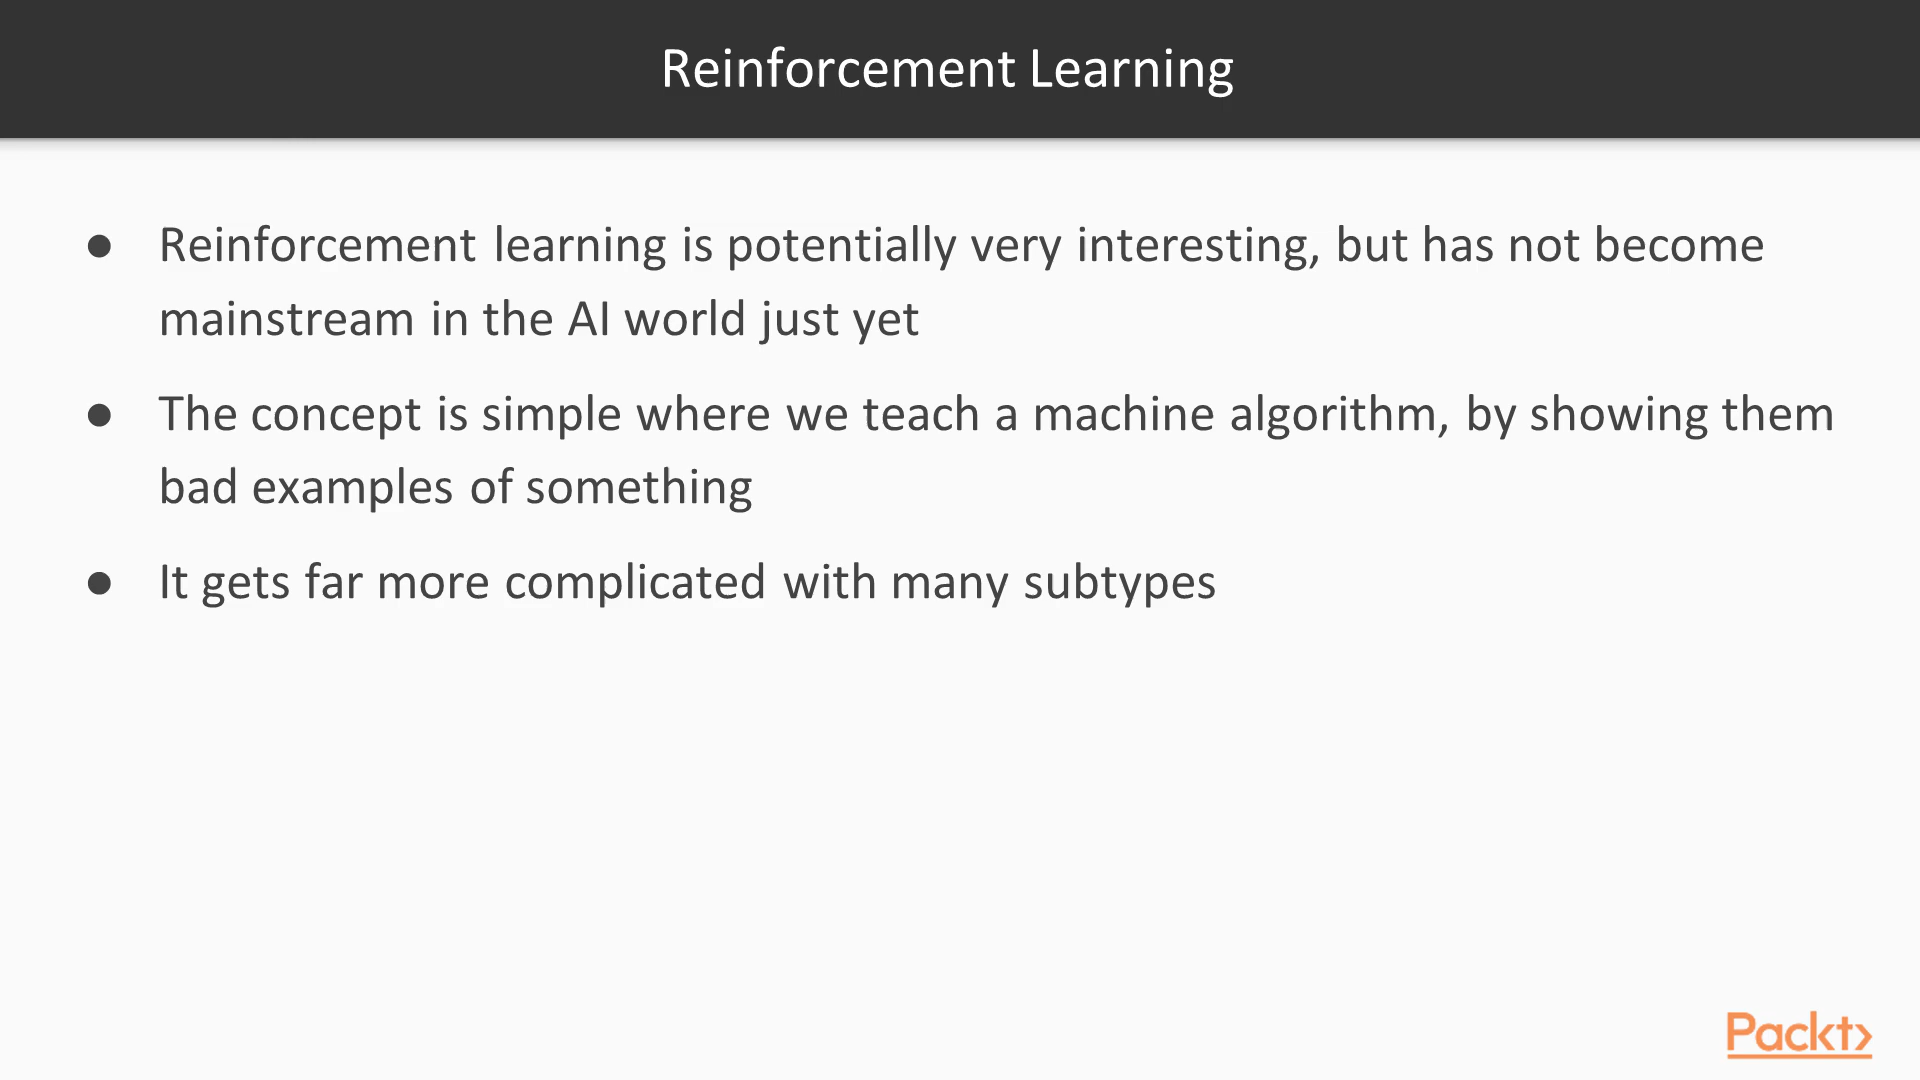 Reinforcement Learning
● Reinforcement learning is potentially very interesting, but has not become
mainstream in the AI world just yet
● The concept is simple where we teach a machine algorithm, by showing them
bad examples of something
● It gets far more complicated with many subtypes
Packt>